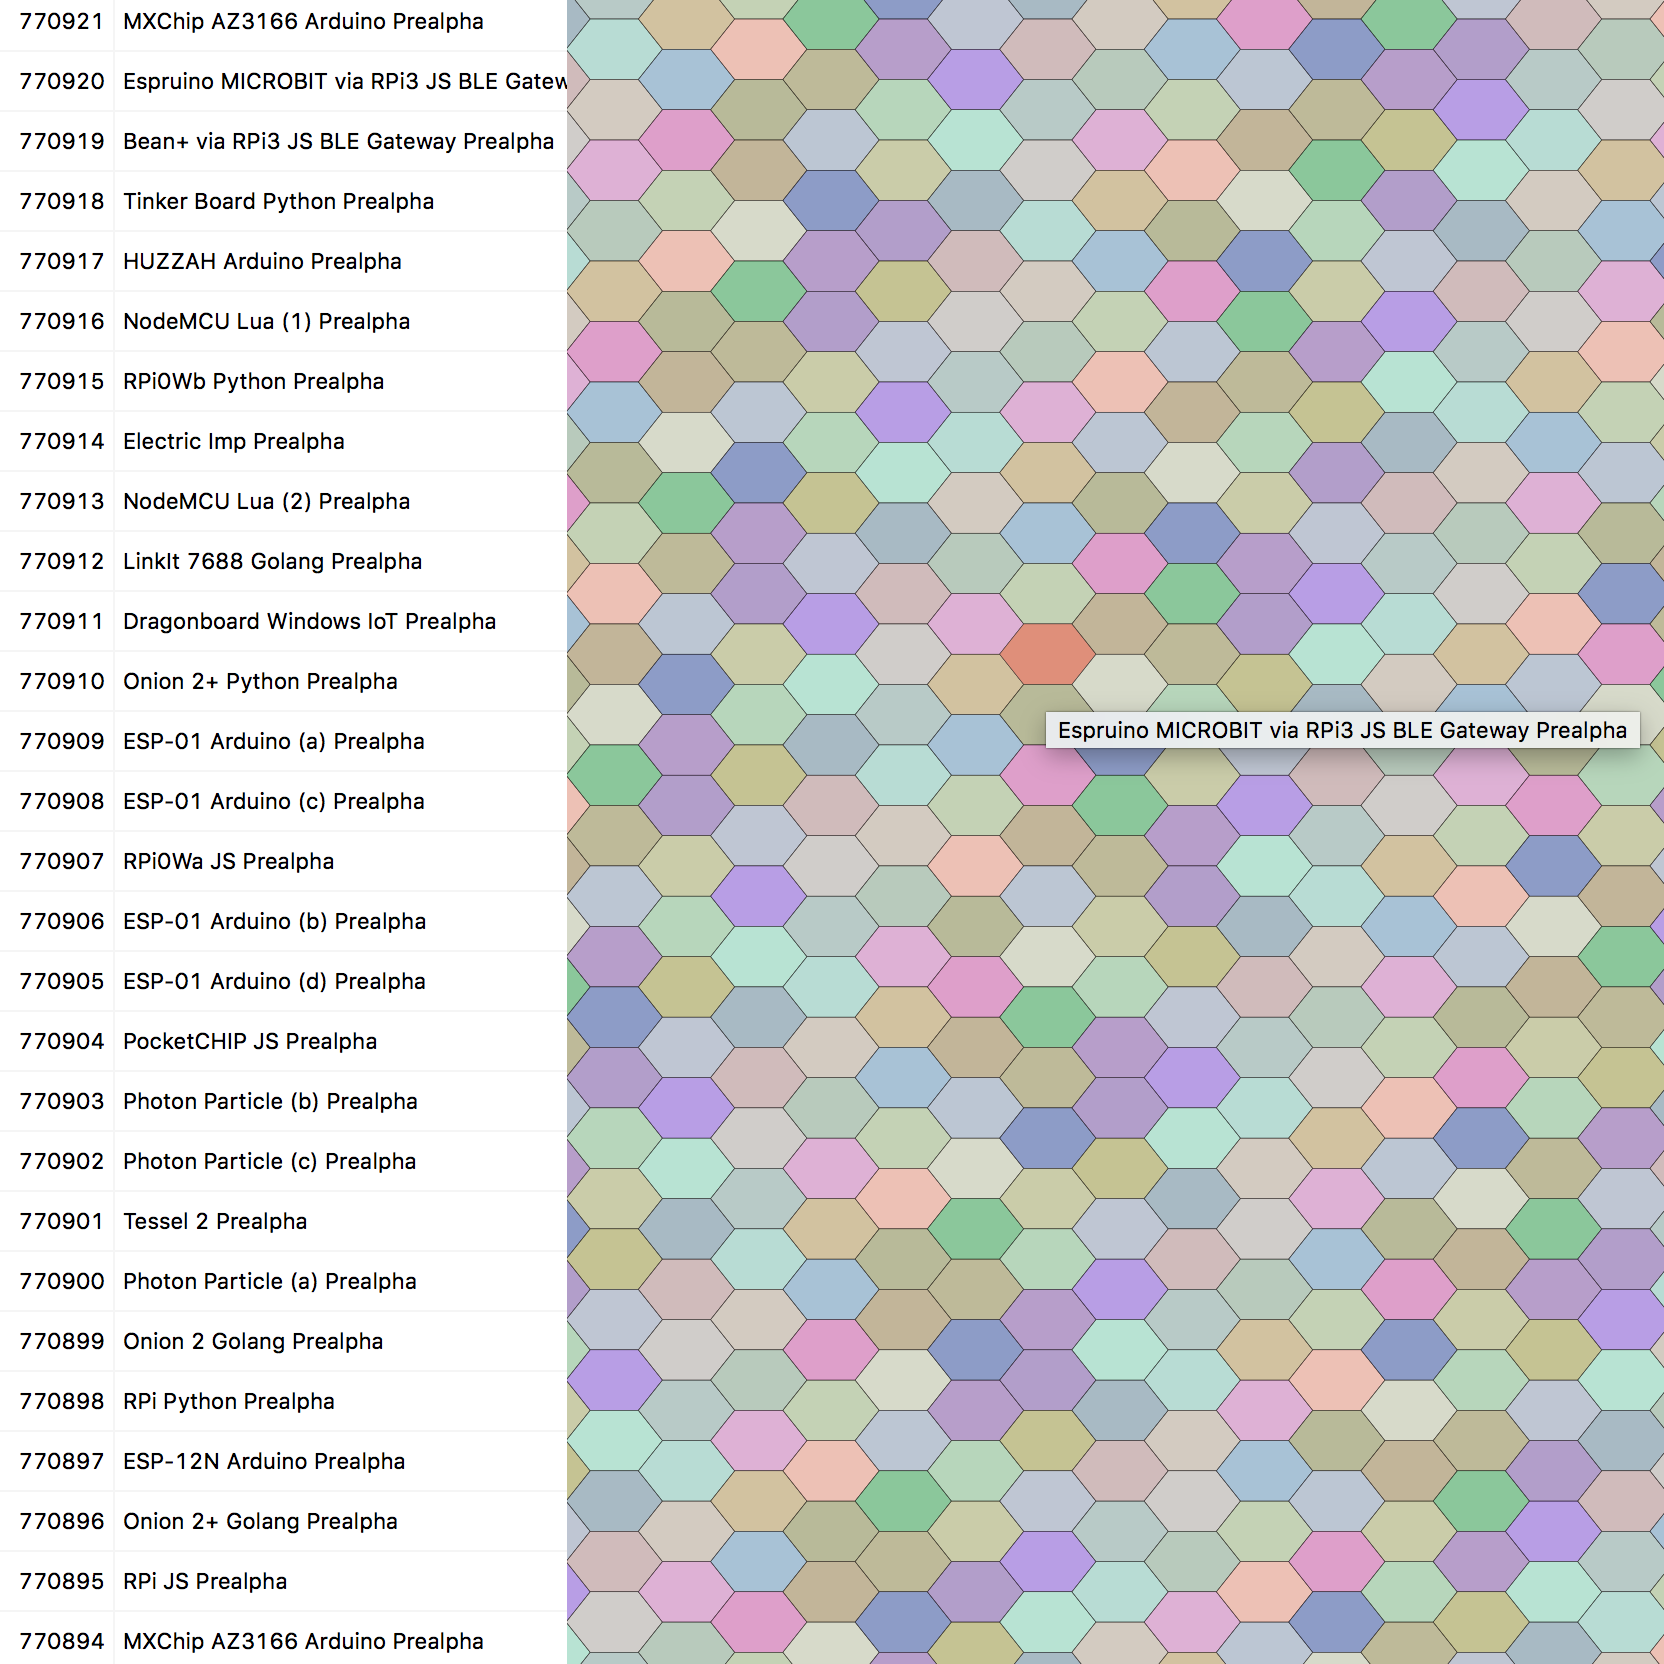 770921 MXChip AZ3166 Arduino Prealpha
770920 Espruino MICROBIT via RPi3 JS BLE Gatew
770919 Bean+ via RPi3 JS BLE Gateway Prealpha
770918 Tinker Board Python Prealpha
770917 HUZZAH Arduino Prealpha
770916 NodeMCU Lua (1) Prealpha
770915 RPi0Wb Python Prealpha
770914 Electric Imp Prealpha
770913 NodeMCU Lua (2) Prealpha
770912 LinkIt 7688 Golang Prealpha
770911 Dragonboard Windows IoT Prealpha
770910 Onion 2+ Python Prealpha
Espruino MICROBIT via RPi3 JS BLE Gateway Prealpha
770909 ESP-01 Arduino (a) Prealpha
770908 ESP-01 Arduino (c) Prealpha
770907 RPi0Wa JS Prealpha
770906 ESP-01 Arduino (b) Prealpha
770905 ESP-01 Arduino (d) Prealpha
770904 PocketCHIP JS Prealpha
770903 Photon Particle (b) Prealpha
770902 Photon Particle (c) Prealpha
770901 Tessel 2 Prealpha
770900 Photon Particle (a) Prealpha
770899 Onion 2 Golang Prealpha
770898 RPi Python Prealpha
770897 ESP-12N Arduino Prealpha
770896 Onion 2+ Golang Prealpha
770895 RPi JS Prealpha
770894 MXChip AZ3166 Arduino Prealpha